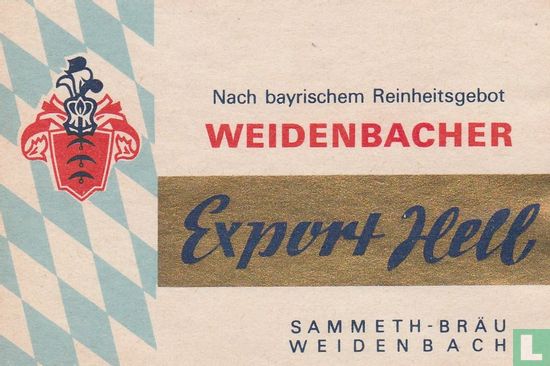 Nach bayrischem Reinheitsgebot
WEIDENBACHER
Export Hell
SAMMETH-BRÄU
WEIDENBACH
L